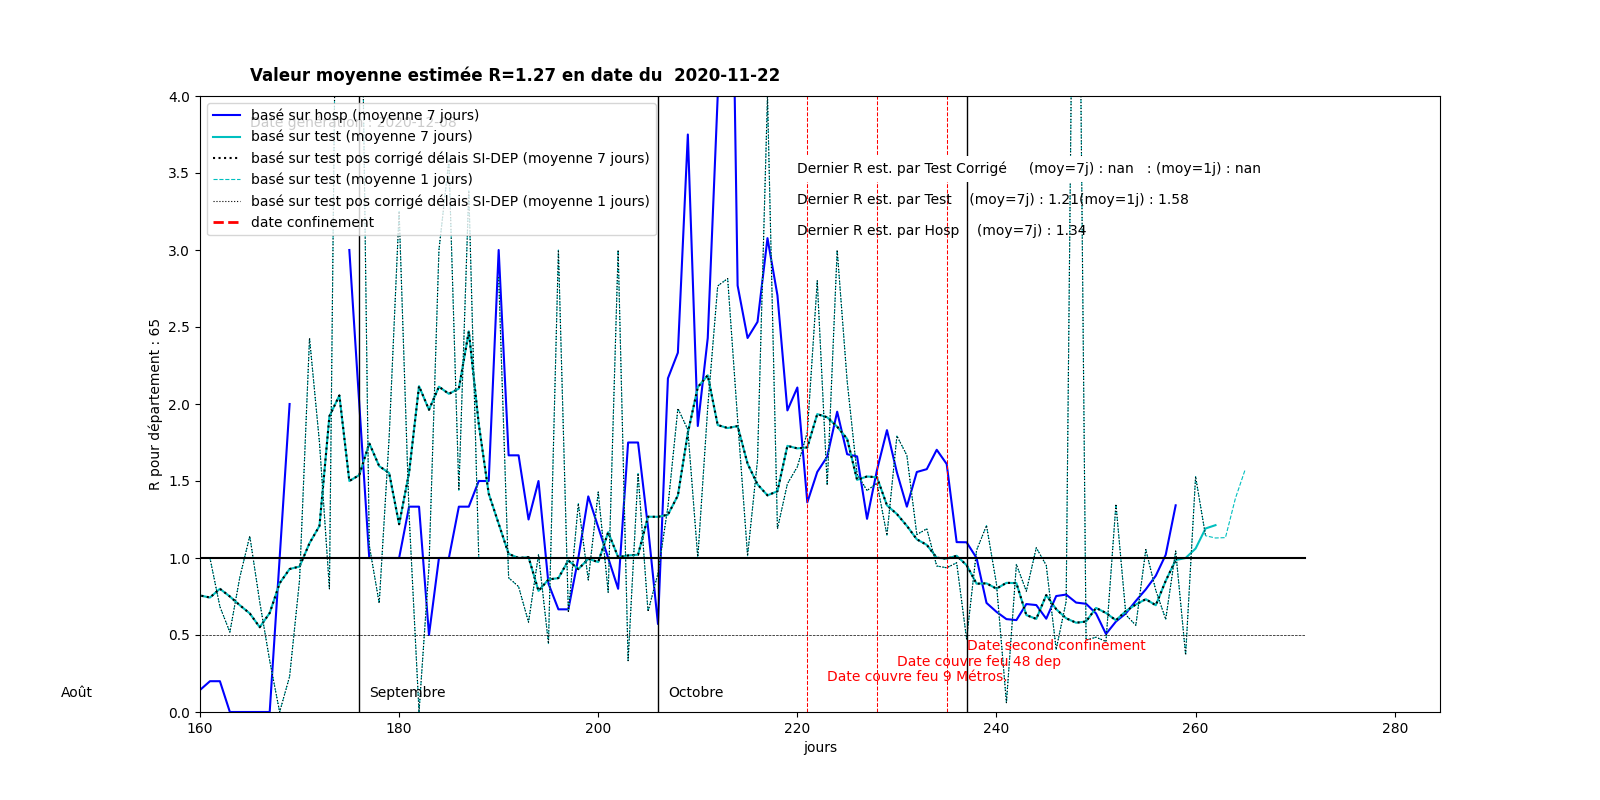 Valeur moyenne estimée R=1.27 en date du  2020-11-22
4.0
3.5
3.0
2.5
2.0
1.5
1.0
0.5
0.0
R pour département : 65
basé sur hosp (moyenne 7 jours)
basé sur test (moyenne 7 jours)
basé sur test pos corrigé délais SI-DEP (moyenne 7 jours)
basé sur test (moyenne 1 jours)
basé sur test pos corrigé délais SI-DEP (moyenne 1 jours)
date confinement
Dernier R est. par Test Corrigé (moy=7j) : nan : (moy=1j) : nan
Dernier R est. par Test (moy=7j) : 1.21(moy=1j) : 1.58
Dernier R est. par Hosp (moy=7j) : 1.34
Date second confinement
Date couvre feu 48 dep
Date couvre feu 9 Métros
Août
Septembre
Octobre
160 180 200 220 240 260 280
jours